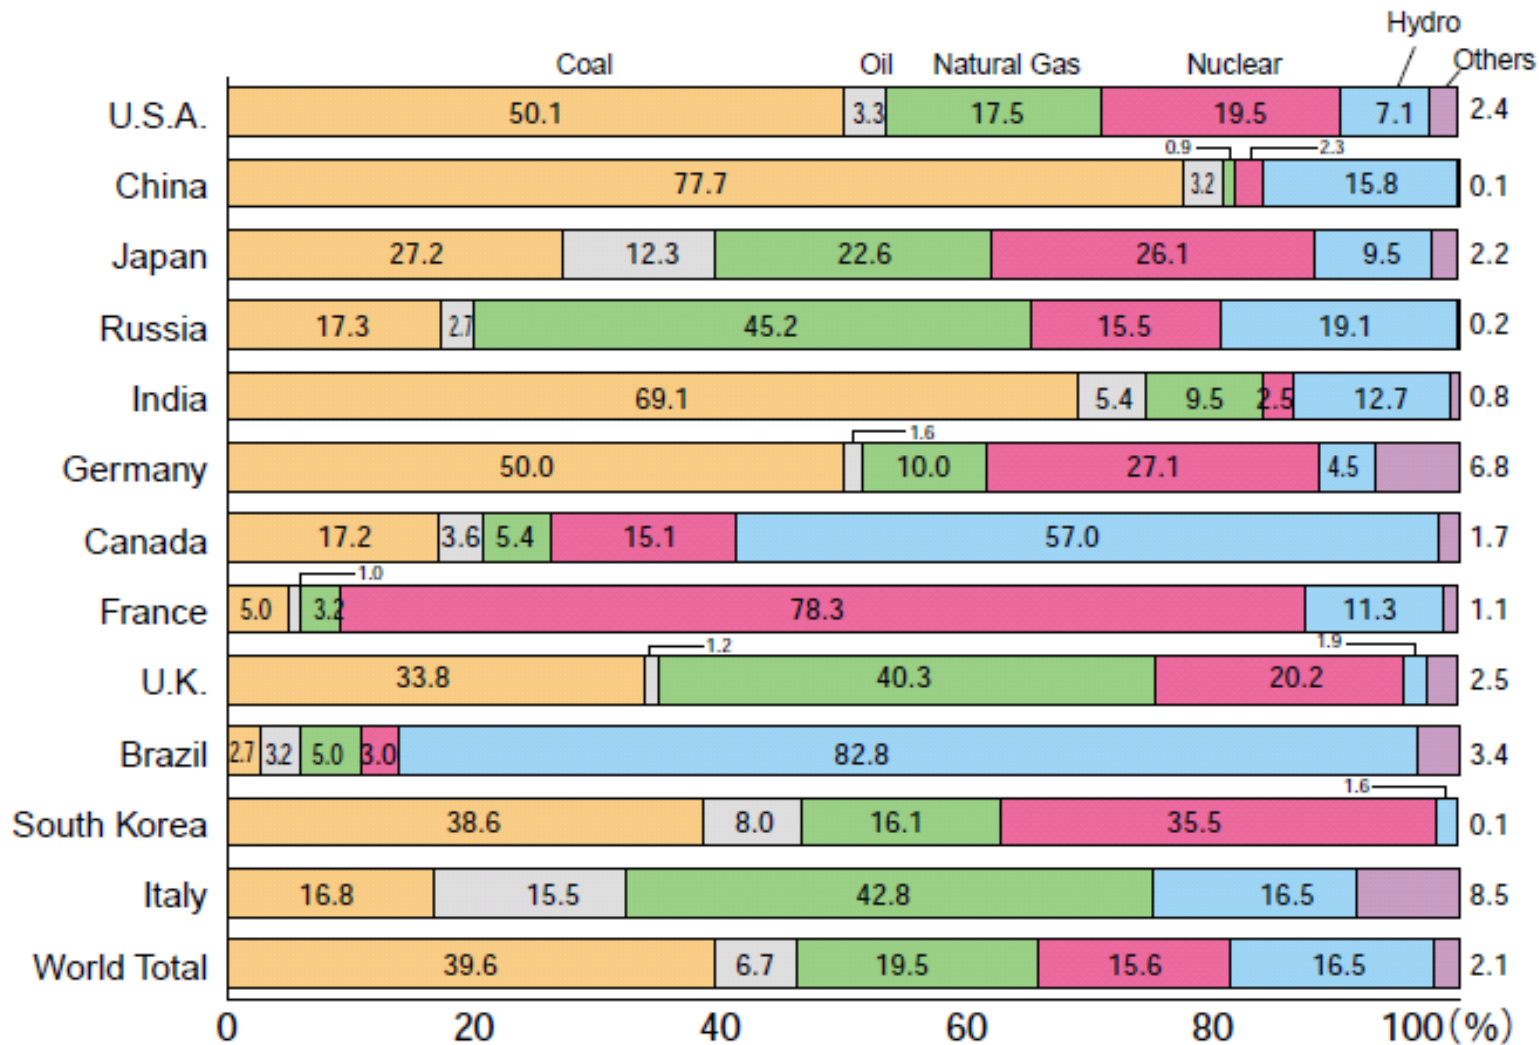 Hydro
Coal Oil Natural Gas Nuclear Others
U.S.A. 50.1 3.3 17.5 19.5 7.1 2.4
0.9 2.3
China 77.7 3.2 15.8 0.1
Japan 27.2 12.3 22.6 26.1 9.5 2.2
Russia 17.3 2.7 45.2 15.5 19.1 0.2
India 69.1 5.4 9.5 2.5 12.7 0.8
1.6
Germany 50.0 10.0 27.1 4.5 6.8
Canada 17.2 3.6 5.4 15.1 57.0 1.7
1.0
France 5.0 3.2 78.3 11.3 1.1
1.2 1.9
U.K. 33.8 40.3 20.2 2.5
Brazil 2.7 3.2 5.0 3.0 82.8 3.4
1.6
South Korea 38.6 8.0 16.1 35.5 0.1
Italy 16.8 15.5 42.8 16.5 8.5
World Total 39.6 6.7 19.5 15.6 16.5 2.1
0 20 40 60 80 100(%)